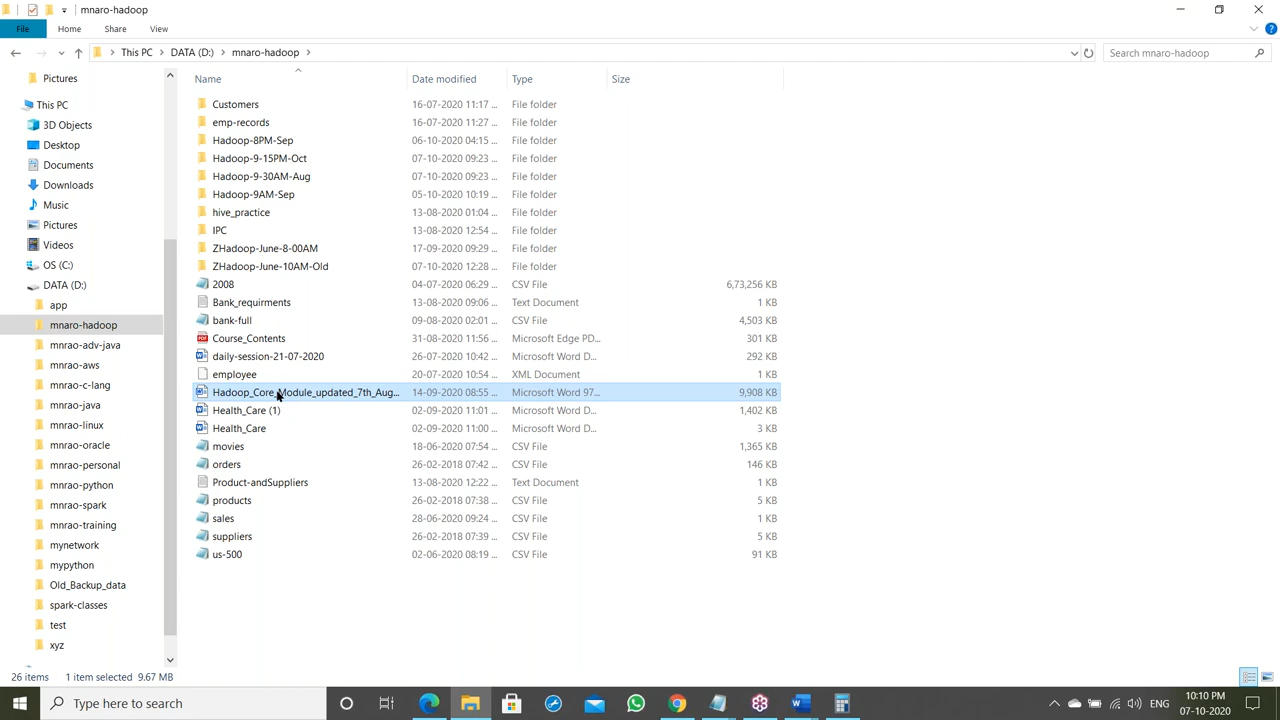 mnaro-hadoop
File Home Share View
This PC DATA (D:) mnaro-hadoop
Search mnaro-hadoop
Name Date modified Type Size
Pictures
This PC
3D Objects
Desktop
Documents
Downloads
Music
Pictures
Videos
OS (C:)
DATA (D:)
app
mnaro-hadoop
mnrao-adv-java
mnrao-aws
mnrao-c-lang
mnrao-java
mnrao-linux
mnrao-oracle
mnrao-personal
mnrao-python
mnrao-spark
mnrao-training
mynetwork
mypython
Old_Backup_data
spark-classes
test
xyz
Customers 16-07-2020 11:17 ... File folder
emp-records 16-07-2020 11:27 ... File folder
Hadoop-8PM-Sep 06-10-2020 04:15 ... File folder
Hadoop-9-15PM-Oct 07-10-2020 09:23 ... File folder
Hadoop-9-30AM-Aug 07-10-2020 09:23 ... File folder
Hadoop-9AM-Sep 05-10-2020 10:19 ... File folder
hive_practice 13-08-2020 01:04 ... File folder
IPC 13-08-2020 12:54 ... File folder
ZHadoop-June-8-00AM 17-09-2020 09:29 ... File folder
ZHadoop-June-10AM-Old 07-10-2020 12:28 ... File folder
2008 04-07-2020 06:29 ... CSV File 6,73,256 KB
Bank_requirments 13-08-2020 09:06 ... Text Document 1 KB
bank-full 09-08-2020 02:01 ... CSV File 4,503 KB
Course_Contents 31-08-2020 11:56 ... Microsoft Edge PD... 301 KB
daily-session-21-07-2020 26-07-2020 10:42 ... Microsoft Word D... 292 KB
employee 20-07-2020 10:54 ... XML Document 1 KB
Hadoop_Core_Module_updated_7th_Aug... 14-09-2020 08:55 ... Microsoft Word 97... 9,908 KB
Health_Care (1) 02-09-2020 11:01 ... Microsoft Word D... 1,402 KB
Health_Care 02-09-2020 11:00 ... Microsoft Word D... 3 KB
movies 18-06-2020 07:54 ... CSV File 1,365 KB
orders 26-02-2018 07:42 ... CSV File 146 KB
Product-andSuppliers 13-08-2020 12:22 ... Text Document 1 KB
products 26-02-2018 07:38 ... CSV File 5 KB
sales 28-06-2020 09:24 ... CSV File 1 KB
suppliers 26-02-2018 07:39 ... CSV File 5 KB
us-500 02-06-2020 08:19 ... CSV File 91 KB
26 items 1 item selected 9.67 MB
Type here to search
ENG
10:10 PM
07-10-2020